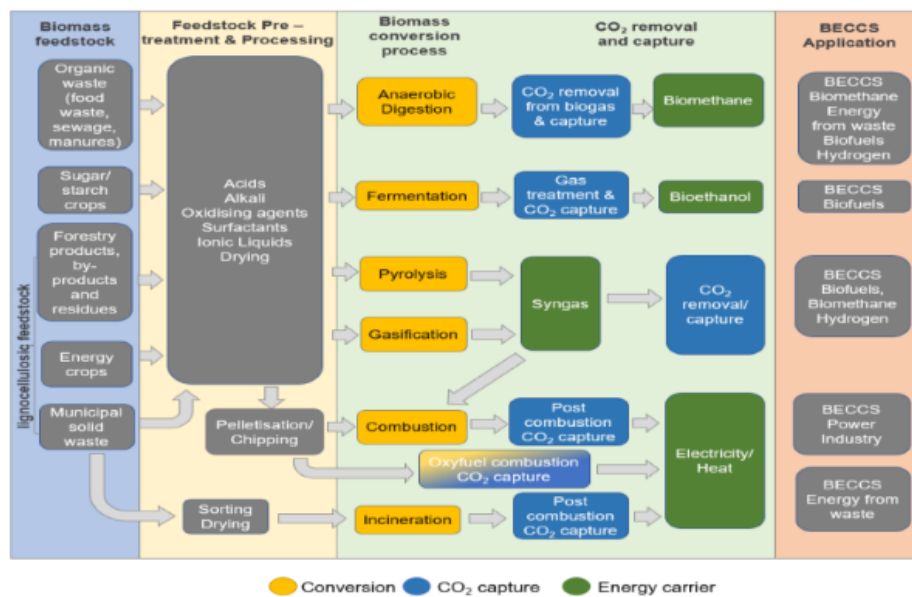 Biomass
feedstock
Feedstock Pre –
treatment & Processing
Biomass
conversion
process
CO₂ removal
and capture
BECCS
Application
Organic
waste
(food
waste,
sewage,
manures)
Sugar/
starch
crops
Forestry
products,
by-
products
and
residues
Energy
crops
Municipal
solid
waste
lignocellulosic feedstock
Acids
Alkali
Oxidising agents
Surfactants
Ionic Liquids
Drying
Pelletisation/
Chipping
Sorting
Drying
Anaerobic
Digestion
Fermentation
Pyrolysis
Gasification
Combustion
Incineration
CO₂ removal
from biogas
& capture
Gas
treatment &
CO₂ capture
Syngas
CO₂
removal/
capture
Post
combustion
CO₂ capture
Oxyfuel combustion
CO₂ capture
Post
combustion
CO₂ capture
Biomethane
Bioethanol
Electricity/
Heat
BECCS
Biomethane
Energy
from waste
Biofuels
Hydrogen
BECCS
Biofuels
BECCS
Biofuels,
Biomethane
Hydrogen
BECCS
Power
Industry
BECCS
Energy from
waste
Conversion
CO₂ capture
Energy carrier